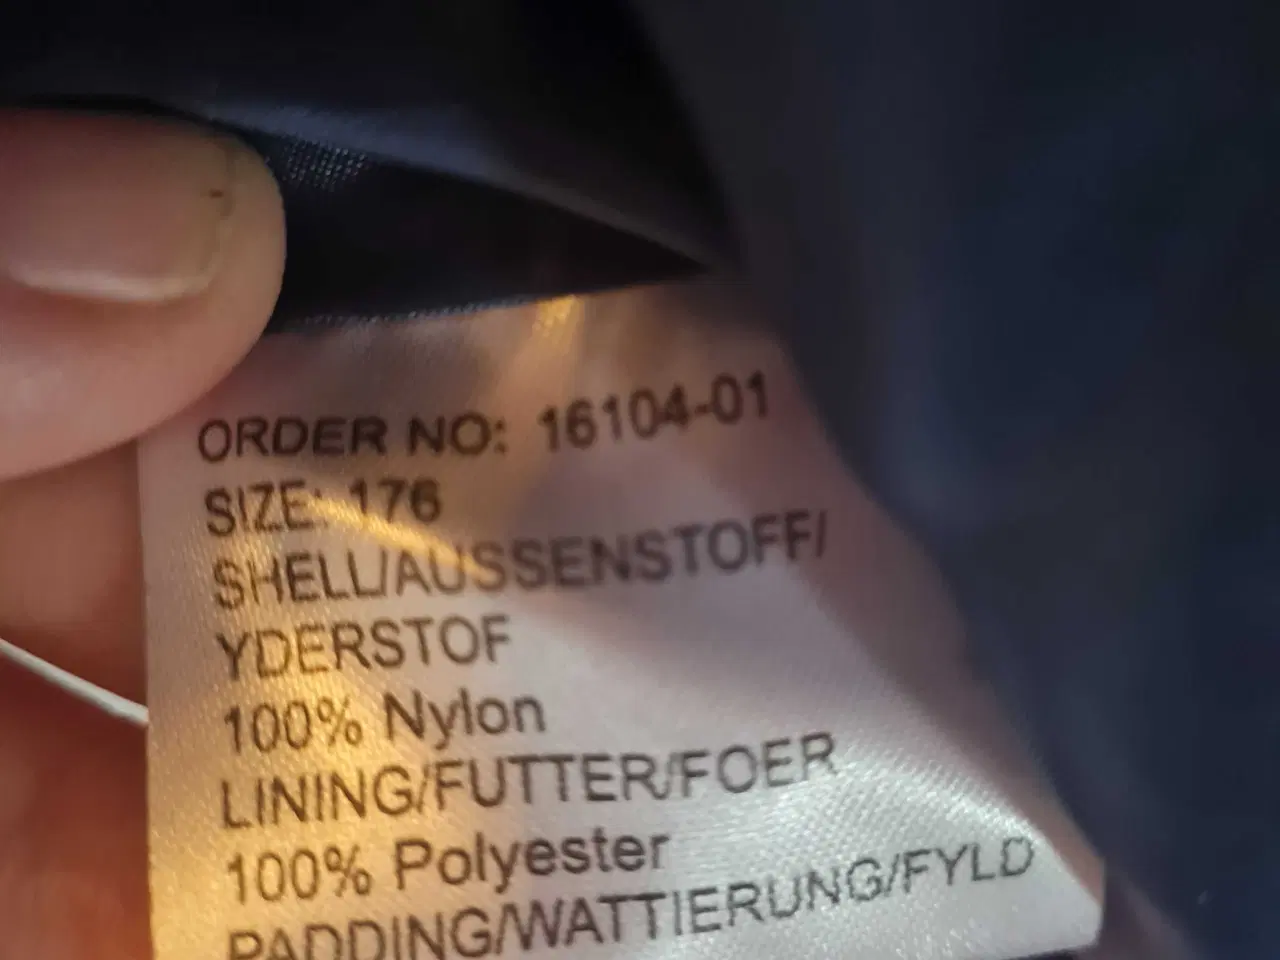 ORDER NO: 16104-01
SIZE: 176
SHELL/AUSSENSTOFF/
YDERSTOF
100% Nylon
LINING/FUTTER/FOER
100% Polyester
PADDING/WATTIERUNG/FYLD